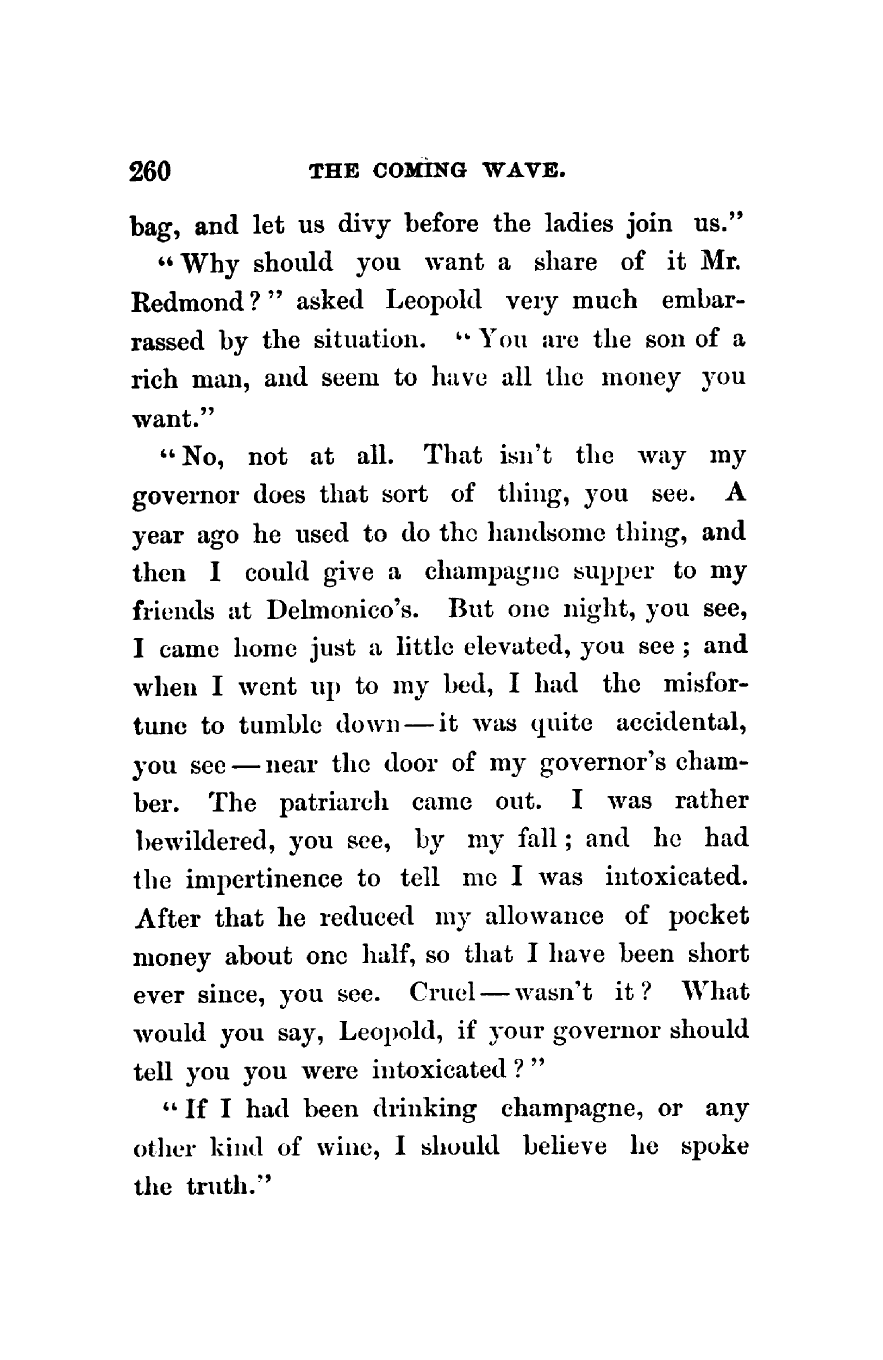 260 THE COMING WAVE.
bag, and let us divy before the ladies join us."
"Why should you want a share of it Mr.
Redmond?" asked Leopold very much embar-
rassed by the situation. "You are the son of a
rich man, and seem to have all the money you
want."
"No, not at all. That isn't the way my
governor does that sort of thing, you see. A
year ago he used to do the handsome thing, and
then I could give a champagne supper to my
friends at Delmonico's. But one night, you see,
I came home just a little elevated, you see; and
when I went up to my bed, I had the misfor-
tune to tumble down—it was quite accidental,
you see—near the door of my governor's cham-
ber. The patriarch came out. I was rather
bewildered, you see, by my fall; and he had
the impertinence to tell me I was intoxicated.
After that he reduced my allowance of pocket
money about one half, so that I have been short
ever since, you see. Cruel—wasn't it? What
would you say, Leopold, if your governor should
tell you you were intoxicated?"
"If I had been drinking champagne, or any
other kind of wine, I should believe he spoke
the truth."